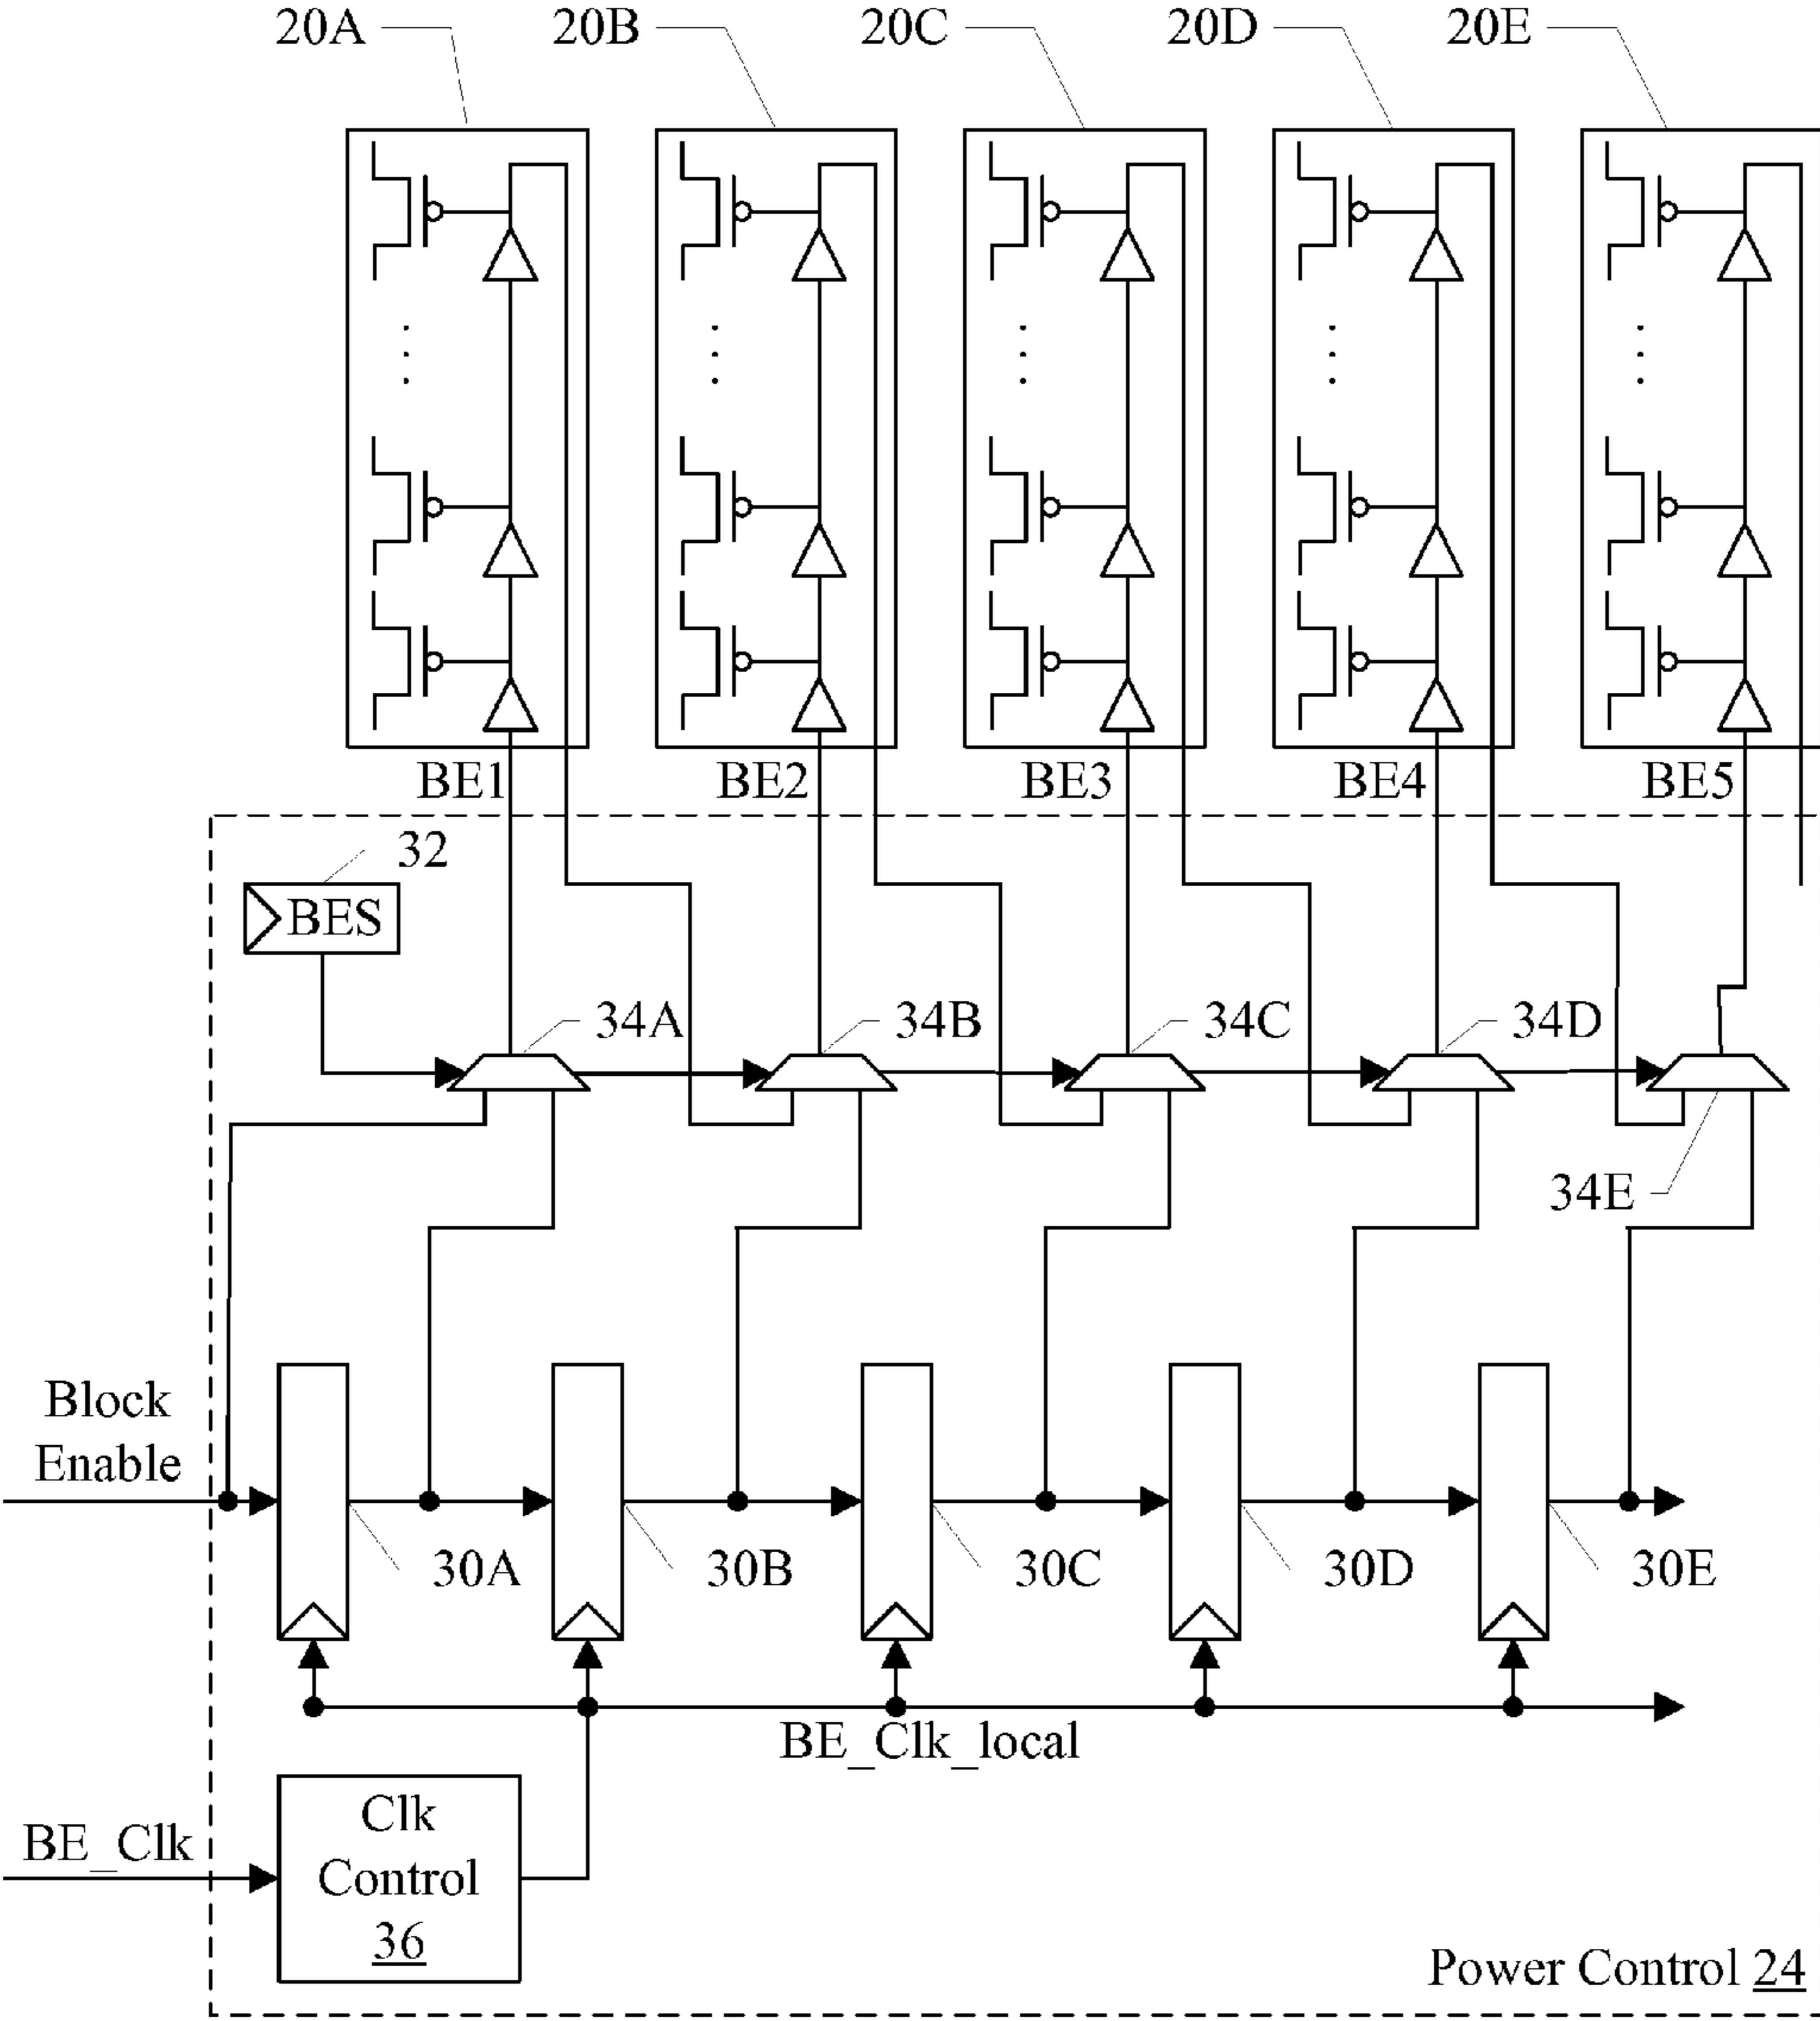 20A 20B 20C 20D 20E
BE1 BE2 BE3 BE4 BE5
32
BES
34A 34B 34C 34D
34E
Block
Enable
30A 30B 30C 30D 30E
BE_Clk_local
BE_Clk
Clk
Control
36
Power Control 24